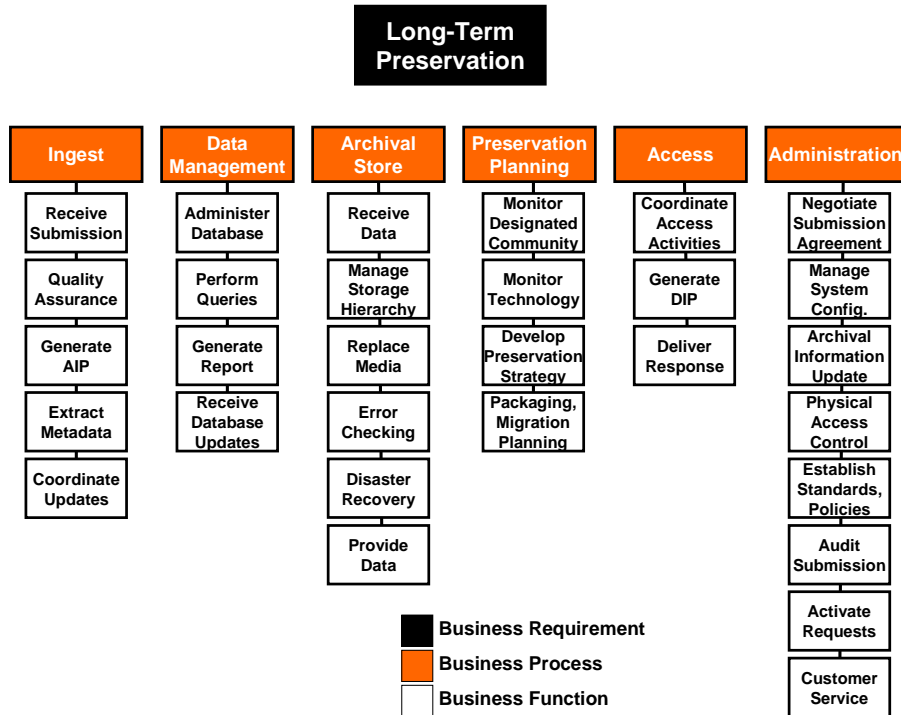 Long-Term
Preservation
Ingest
Receive
Submission
Quality
Assurance
Generate
AIP
Extract
Metadata
Coordinate
Updates
Data
Management
Administer
Database
Perform
Queries
Generate
Report
Receive
Database
Updates
Archival
Store
Receive
Data
Manage
Storage
Hierarchy
Replace
Media
Error
Checking
Disaster
Recovery
Provide
Data
Preservation
Planning
Monitor
Designated
Community
Monitor
Technology
Develop
Preservation
Strategy
Packaging,
Migration
Planning
Access
Coordinate
Access
Activities
Generate
DIP
Deliver
Response
Administration
Negotiate
Submission
Agreement
Manage
System
Config.
Archival
Information
Update
Physical
Access
Control
Establish
Standards,
Policies
Audit
Submission
Activate
Requests
Customer
Service
Business Requirement
Business Process
Business Function